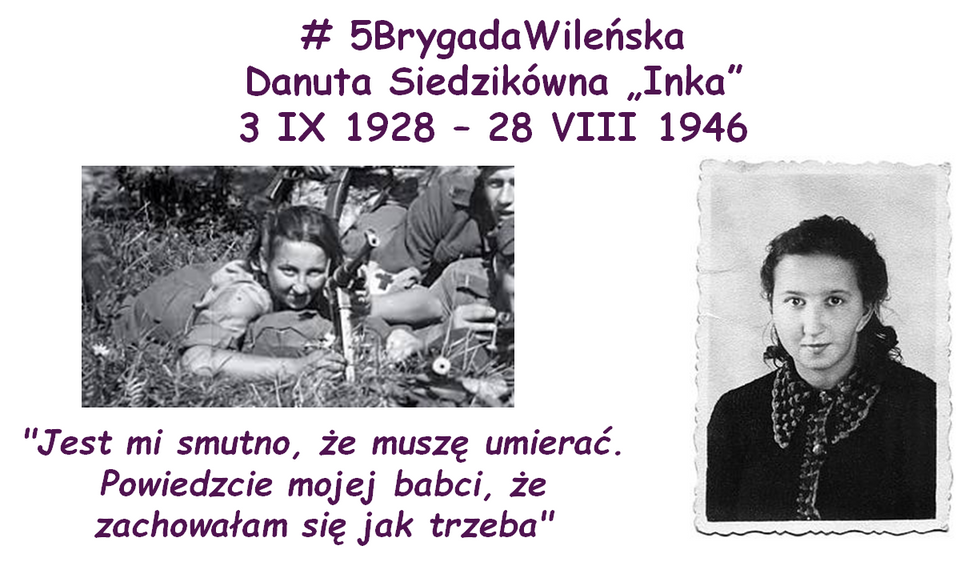 # 5BrygadaWileńska
Danuta Siedzikówna „Inka”
3 IX 1928 – 28 VIII 1946
"Jest mi smutno, że muszę umierać.
Powiedzcie mojej babci, że
zachowałam się jak trzeba"